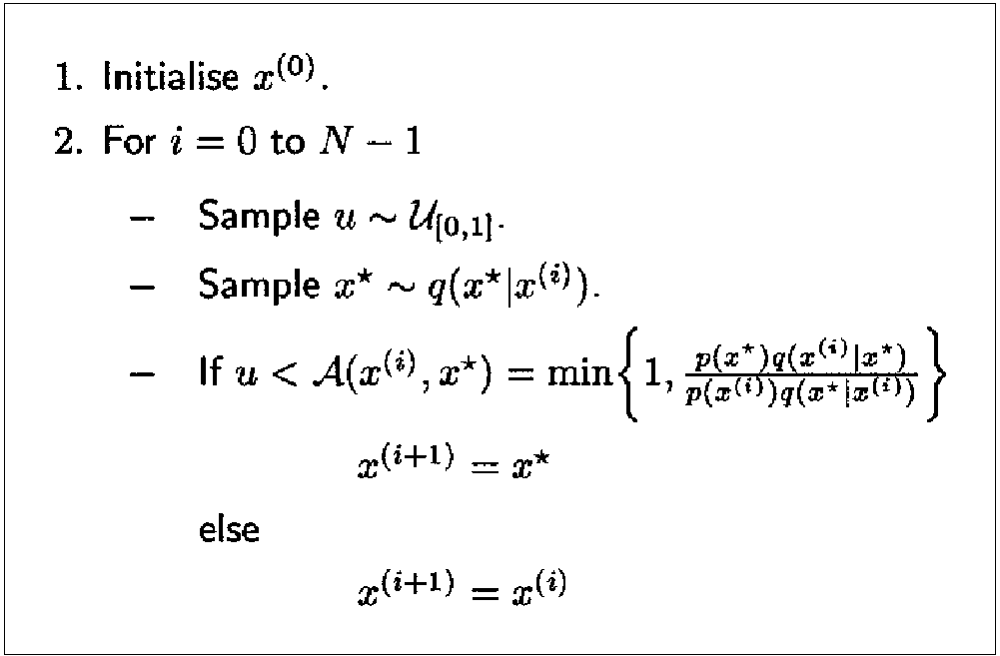 1. Initialise x^(0).
2. For i = 0 to N − 1
– Sample u ∼ 𝒰_[0,1].
– Sample x⋆ ∼ q(x⋆|x^(i)).
– If u < 𝒜(x^(i), x⋆) = min{1, p(x⋆)q(x^(i)|x⋆) / p(x^(i))q(x⋆|x^(i))}
x^(i+1) = x⋆
else
x^(i+1) = x^(i)